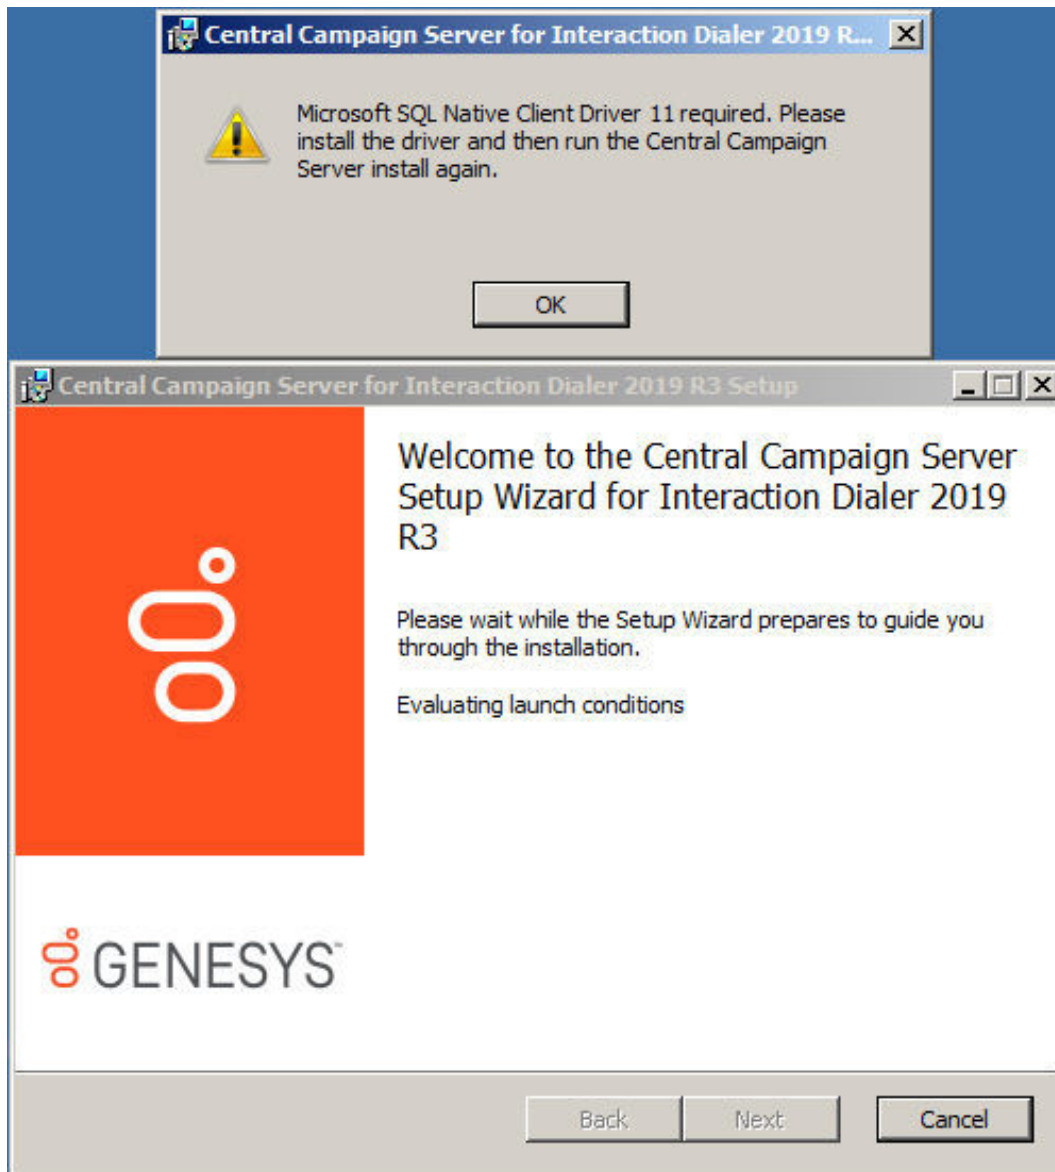 Central Campaign Server for Interaction Dialer 2019 R...
Microsoft SQL Native Client Driver 11 required. Please
install the driver and then run the Central Campaign
Server install again.
OK
Central Campaign Server for Interaction Dialer 2019 R3 Setup
Welcome to the Central Campaign Server
Setup Wizard for Interaction Dialer 2019
R3
Please wait while the Setup Wizard prepares to guide you
through the installation.
Evaluating launch conditions
GENESYS™
Back
Next
Cancel